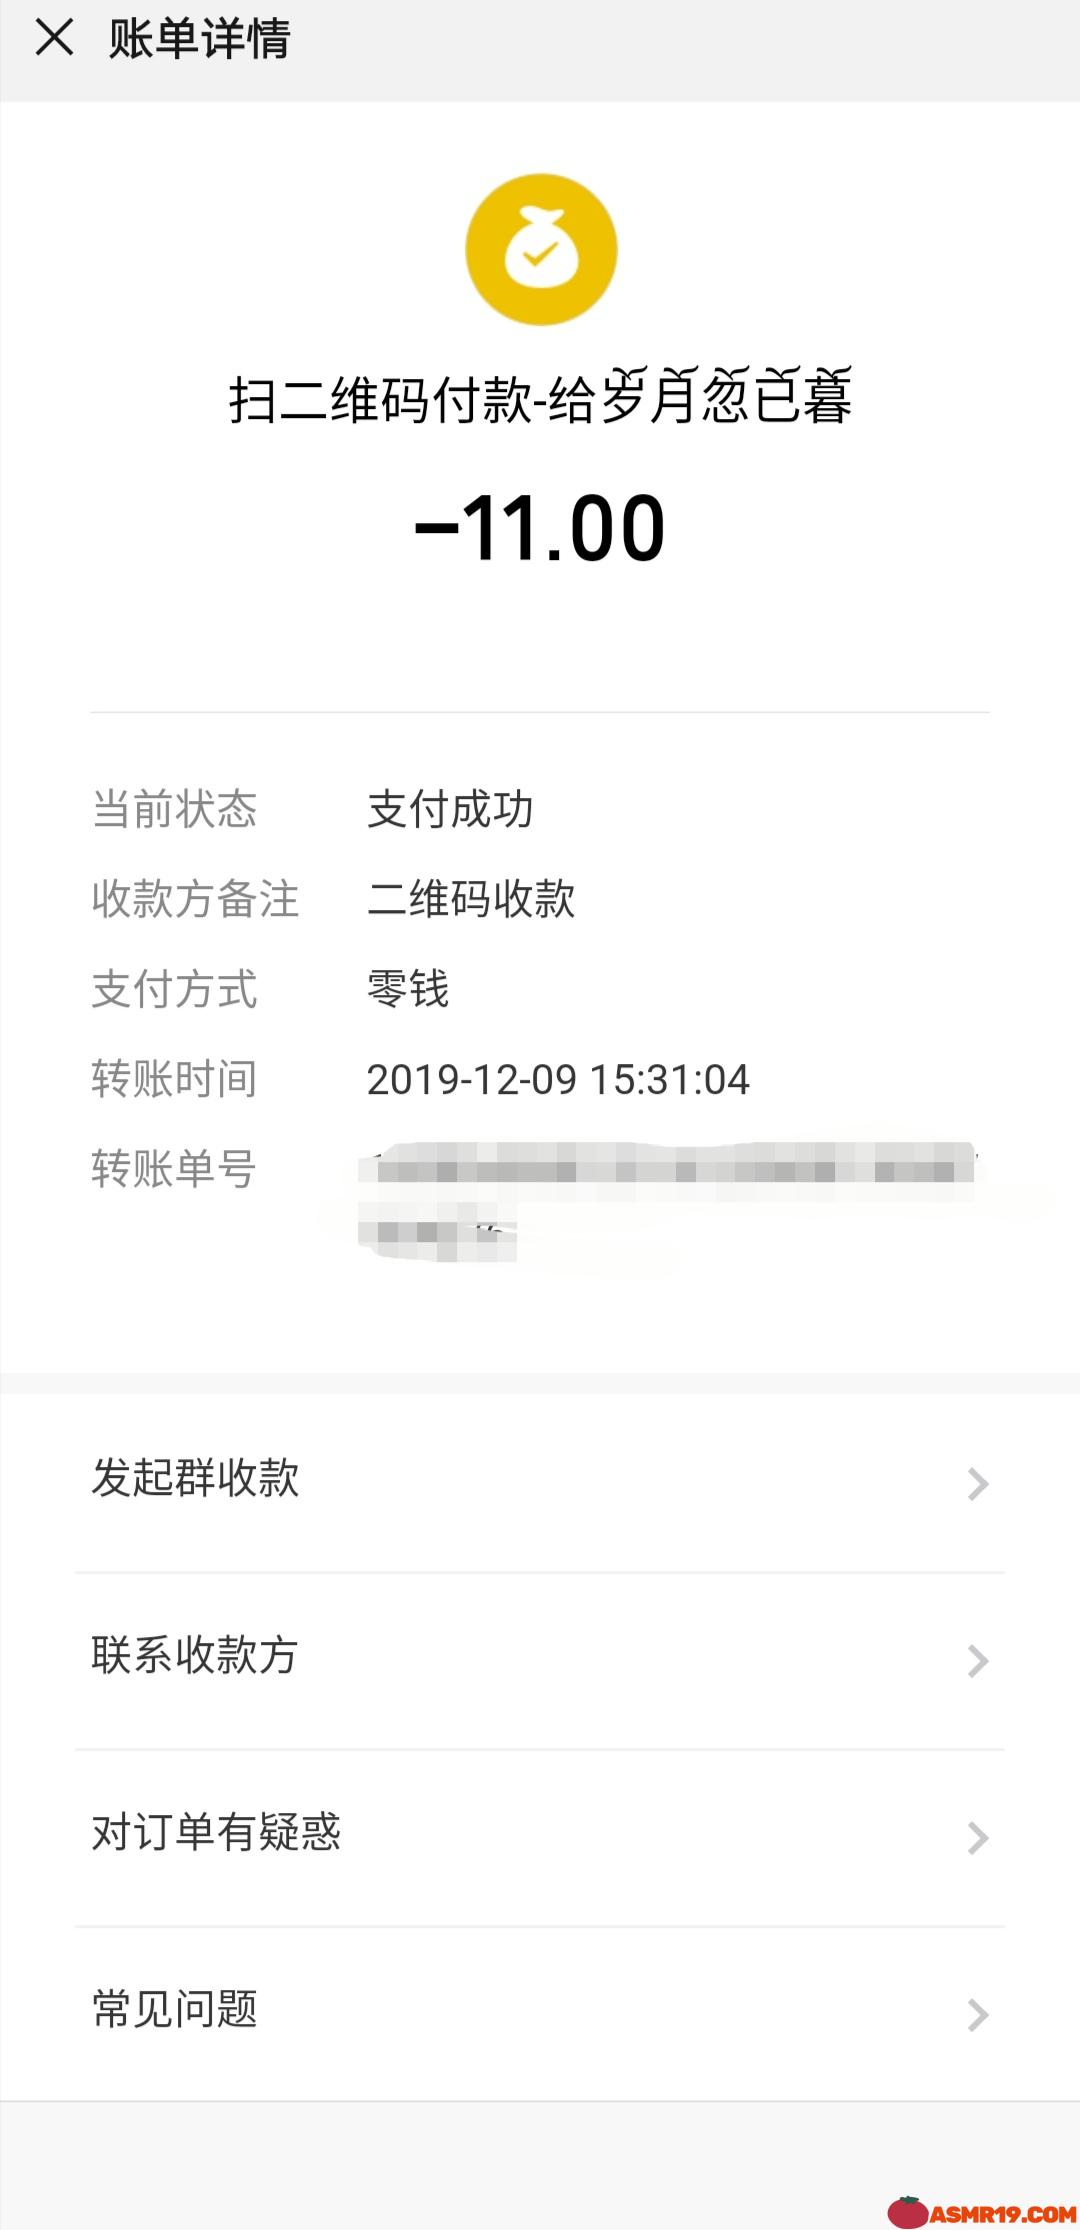 账单详情
扫二维码付款-给岁月忽已暮
-11.00
当前状态 支付成功
收款方备注 二维码收款
支付方式 零钱
转账时间 2019-12-09 15:31:04
转账单号
发起群收款
联系收款方
对订单有疑惑
常见问题
ASMR19.COM